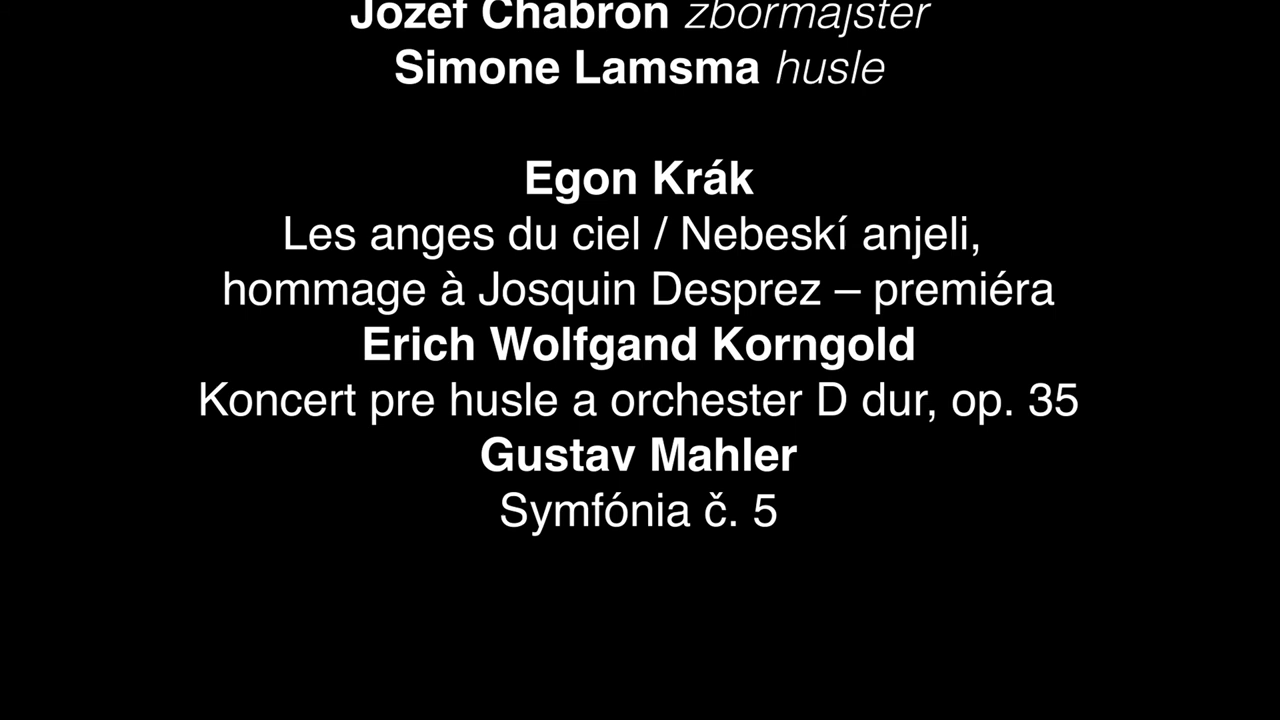 Jozef Chabroň zbormajster
Simone Lamsma husle
Egon Krák
Les anges du ciel / Nebeskí anjeli,
hommage à Josquin Desprez – premiéra
Erich Wolfgand Korngold
Koncert pre husle a orchester D dur, op. 35
Gustav Mahler
Symfónia č. 5